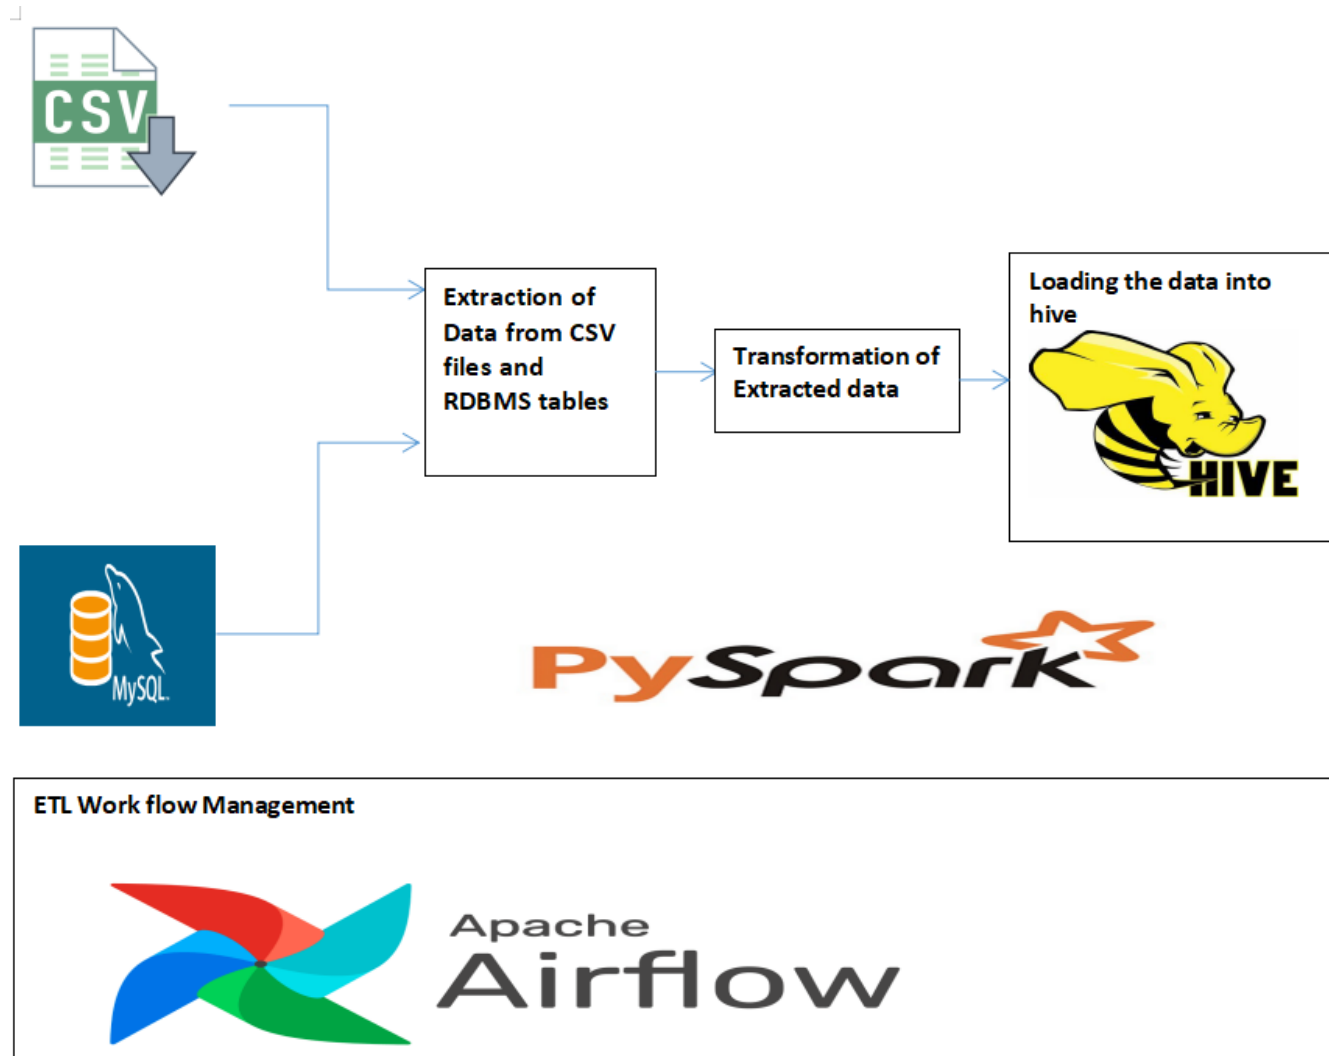 CSV
Extraction of
Data from CSV
files and
RDBMS tables
Transformation of
Extracted data
Loading the data into
hive
HIVE
MySQL.
PySpark
ETL Work flow Management
Apache
Airflow